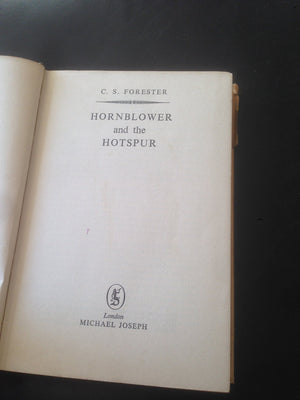 C. S. FORESTER
HORNBLOWER
and the
HOTSPUR
London
MICHAEL JOSEPH